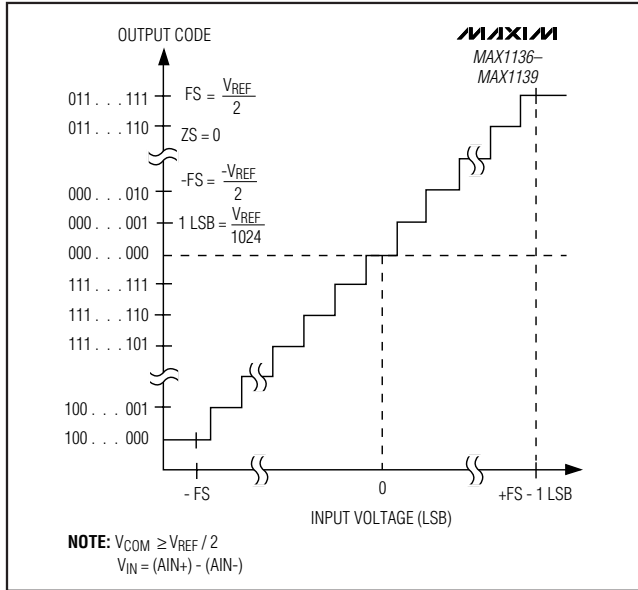 OUTPUT CODE
MAXIM
MAX1136–
MAX1139
011 . . . 111
FS = VREF
2
011 . . . 110
ZS = 0
-FS = -VREF
2
000 . . . 010
000 . . . 001
1 LSB = VREF
1024
000 . . . 000
111 . . . 111
111 . . . 110
111 . . . 101
100 . . . 001
100 . . . 000
- FS
0
+FS - 1 LSB
INPUT VOLTAGE (LSB)
NOTE: VCOM ≥ VREF / 2
VIN = (AIN+) - (AIN-)